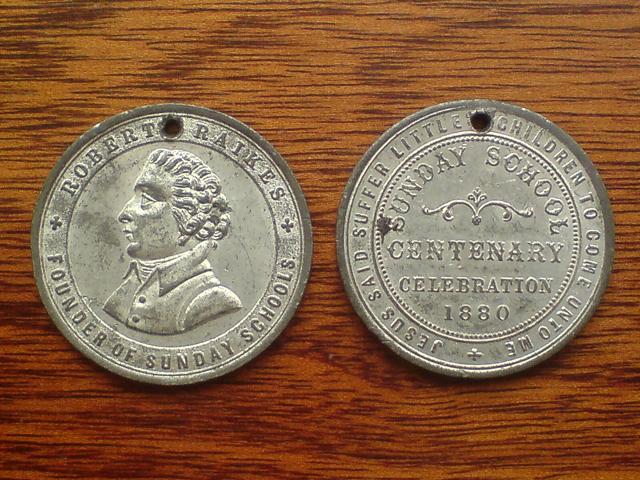 ROBERT RAIKES
FOUNDER OF SUNDAY SCHOOLS
JESUS SAID SUFFER LITTLE CHILDREN TO COME UNTO ME
SUNDAY SCHOOL
CENTENARY
CELEBRATION
1880